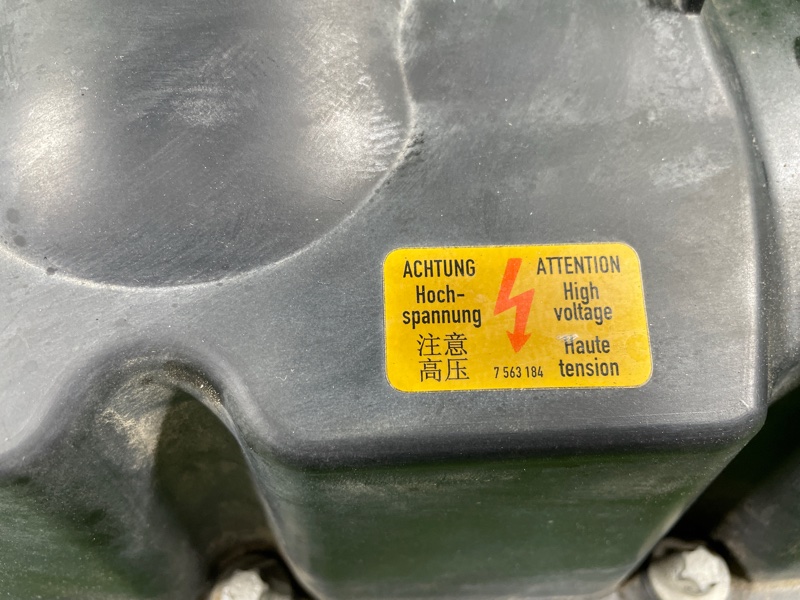 ACHTUNG
Hoch-
spannung
注意
高压
ATTENTION
High
voltage
Haute
tension
7 563 184